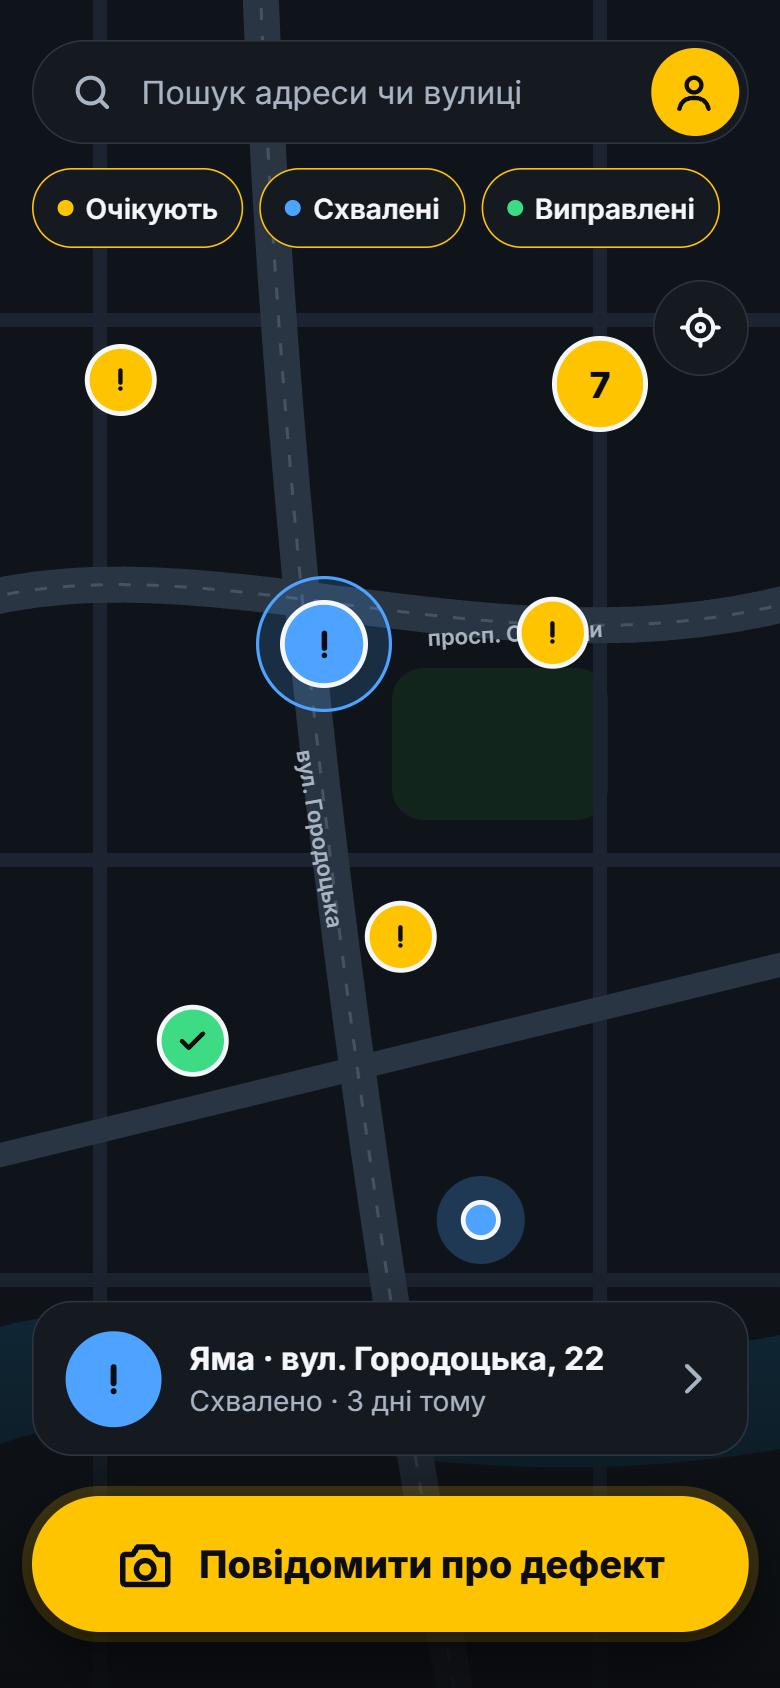 Пошук адреси чи вулиці
Очікують
Схвалені
Виправлені
!
7
!
!
просп.
вул. Городоцька
!
Яма · вул. Городоцька, 22
!
Схвалено · 3 дні тому
Повідомити про дефект